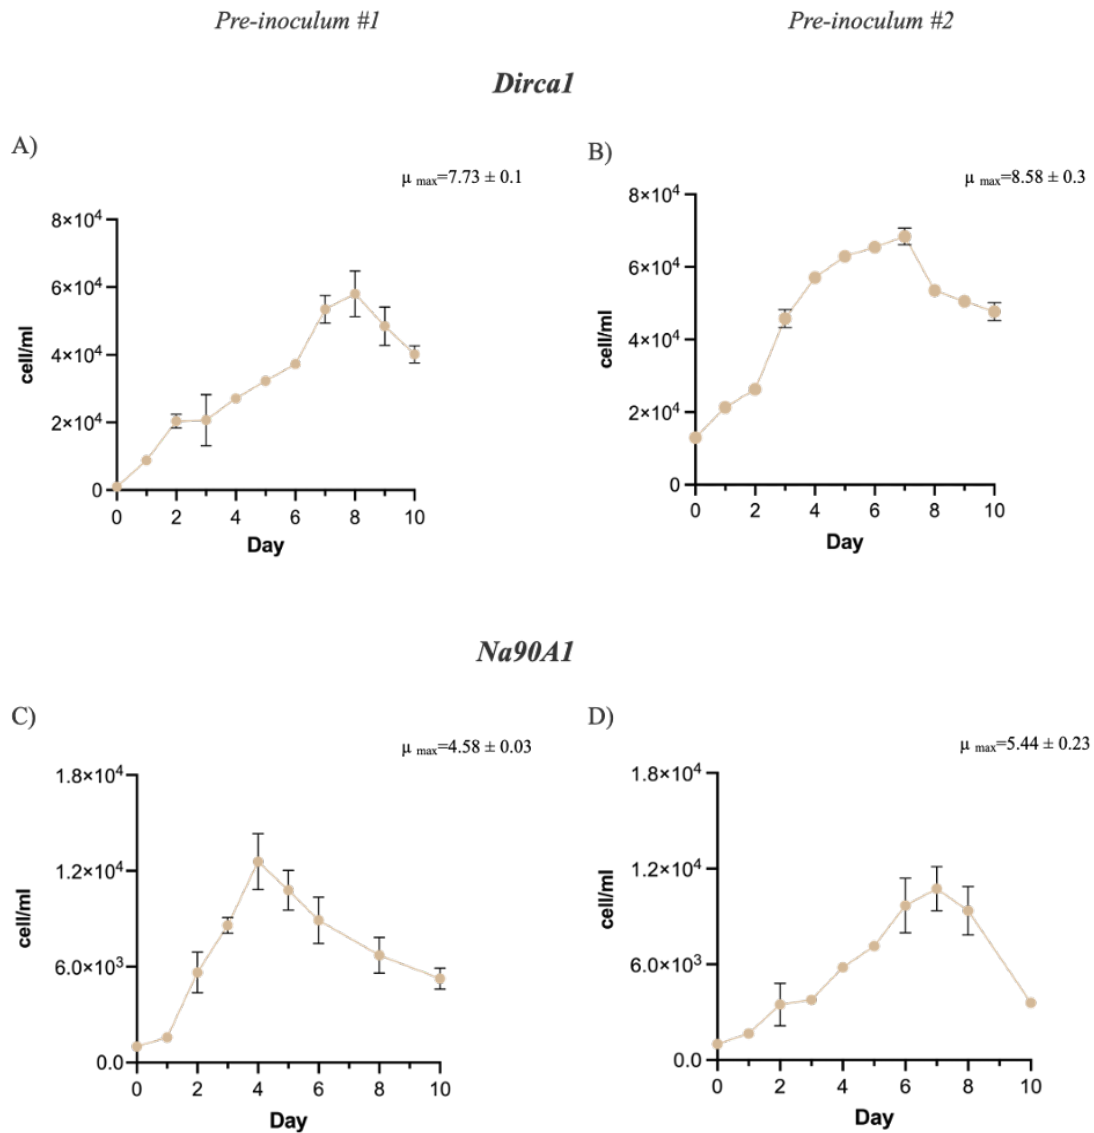 Pre-inoculum #1
Pre-inoculum #2
Dirca1
A)
μ max=7.73 ± 0.1
8×10⁴
6×10⁴
4×10⁴
2×10⁴
0
cell/ml
0 2 4 6 8 10
Day
B)
μ max=8.58 ± 0.3
8×10⁴
6×10⁴
4×10⁴
2×10⁴
0
cell/ml
0 2 4 6 8 10
Day
Na90A1
C)
μ max=4.58 ± 0.03
1.8×10⁴
1.2×10⁴
6.0×10³
0.0
cell/ml
0 2 4 6 8 10
Day
D)
μ max=5.44 ± 0.23
1.8×10⁴
1.2×10⁴
6.0×10³
0.0
cell/ml
0 2 4 6 8 10
Day